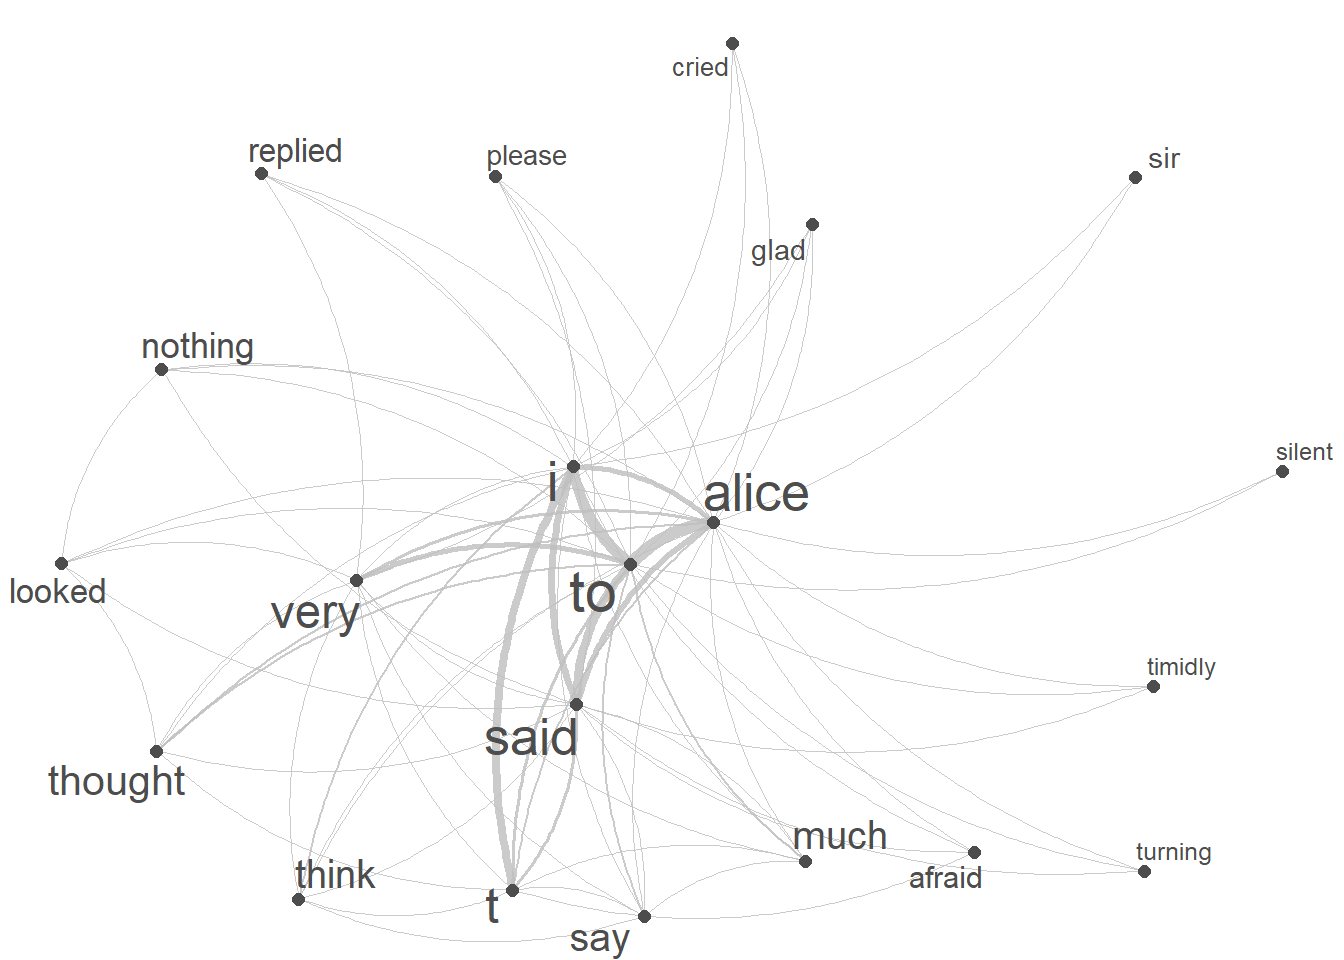 cried
replied
please
sir
glad
nothing
silent
i
alice
looked
to
very
timidly
said
thought
much
turning
think
afraid
t
say